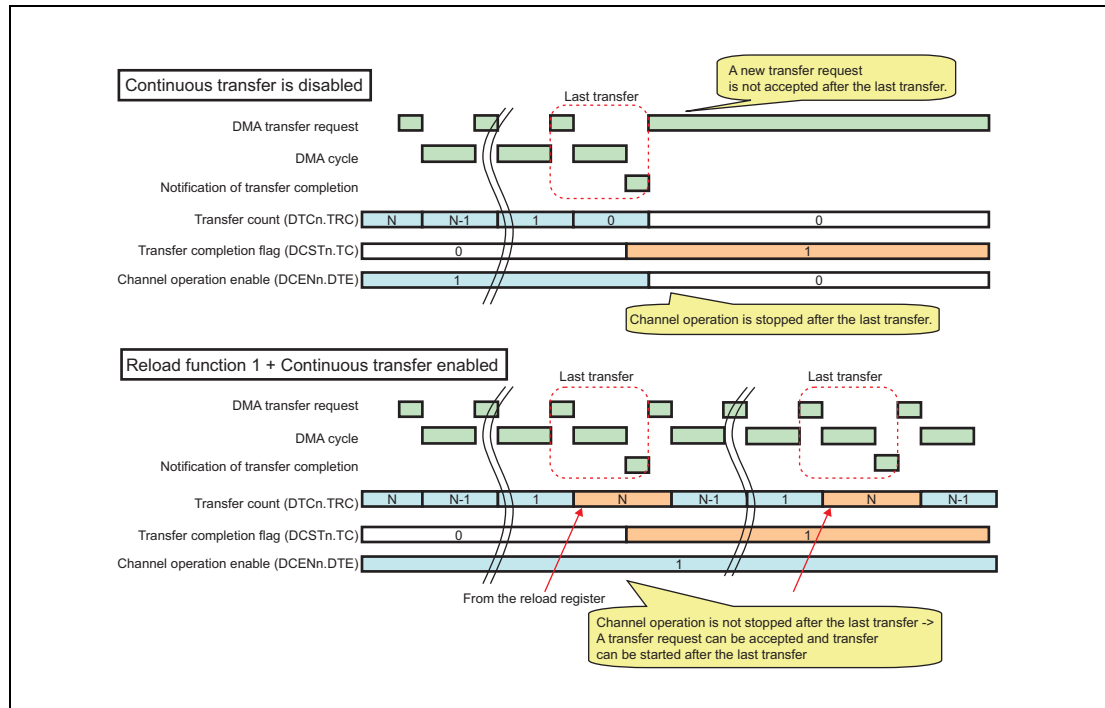 Continuous transfer is disabled
A new transfer request
is not accepted after the last transfer.
Last transfer
DMA transfer request
DMA cycle
Notification of transfer completion
Transfer count (DTCn.TRC) N N-1 1 0 0
Transfer completion flag (DCSTn.TC) 0 1
Channel operation enable (DCENn.DTE) 1 0
Channel operation is stopped after the last transfer.
Reload function 1 + Continuous transfer enabled
Last transfer Last transfer
DMA transfer request
DMA cycle
Notification of transfer completion
Transfer count (DTCn.TRC) N N-1 1 N N-1 1 N N-1
Transfer completion flag (DCSTn.TC) 0 1
Channel operation enable (DCENn.DTE) 1
From the reload register
Channel operation is not stopped after the last transfer ->
A transfer request can be accepted and transfer
can be started after the last transfer